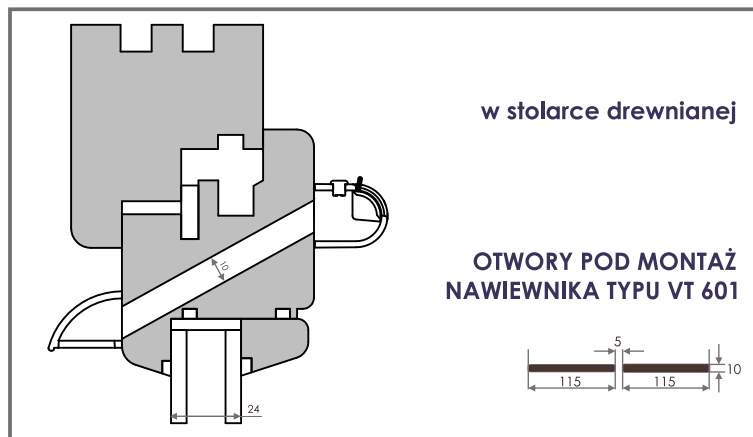 w stolarce drewnianej
10
OTWORY POD MONTAŻ
NAWIEWNIKA TYPU VT 601
5
10
115 115
24